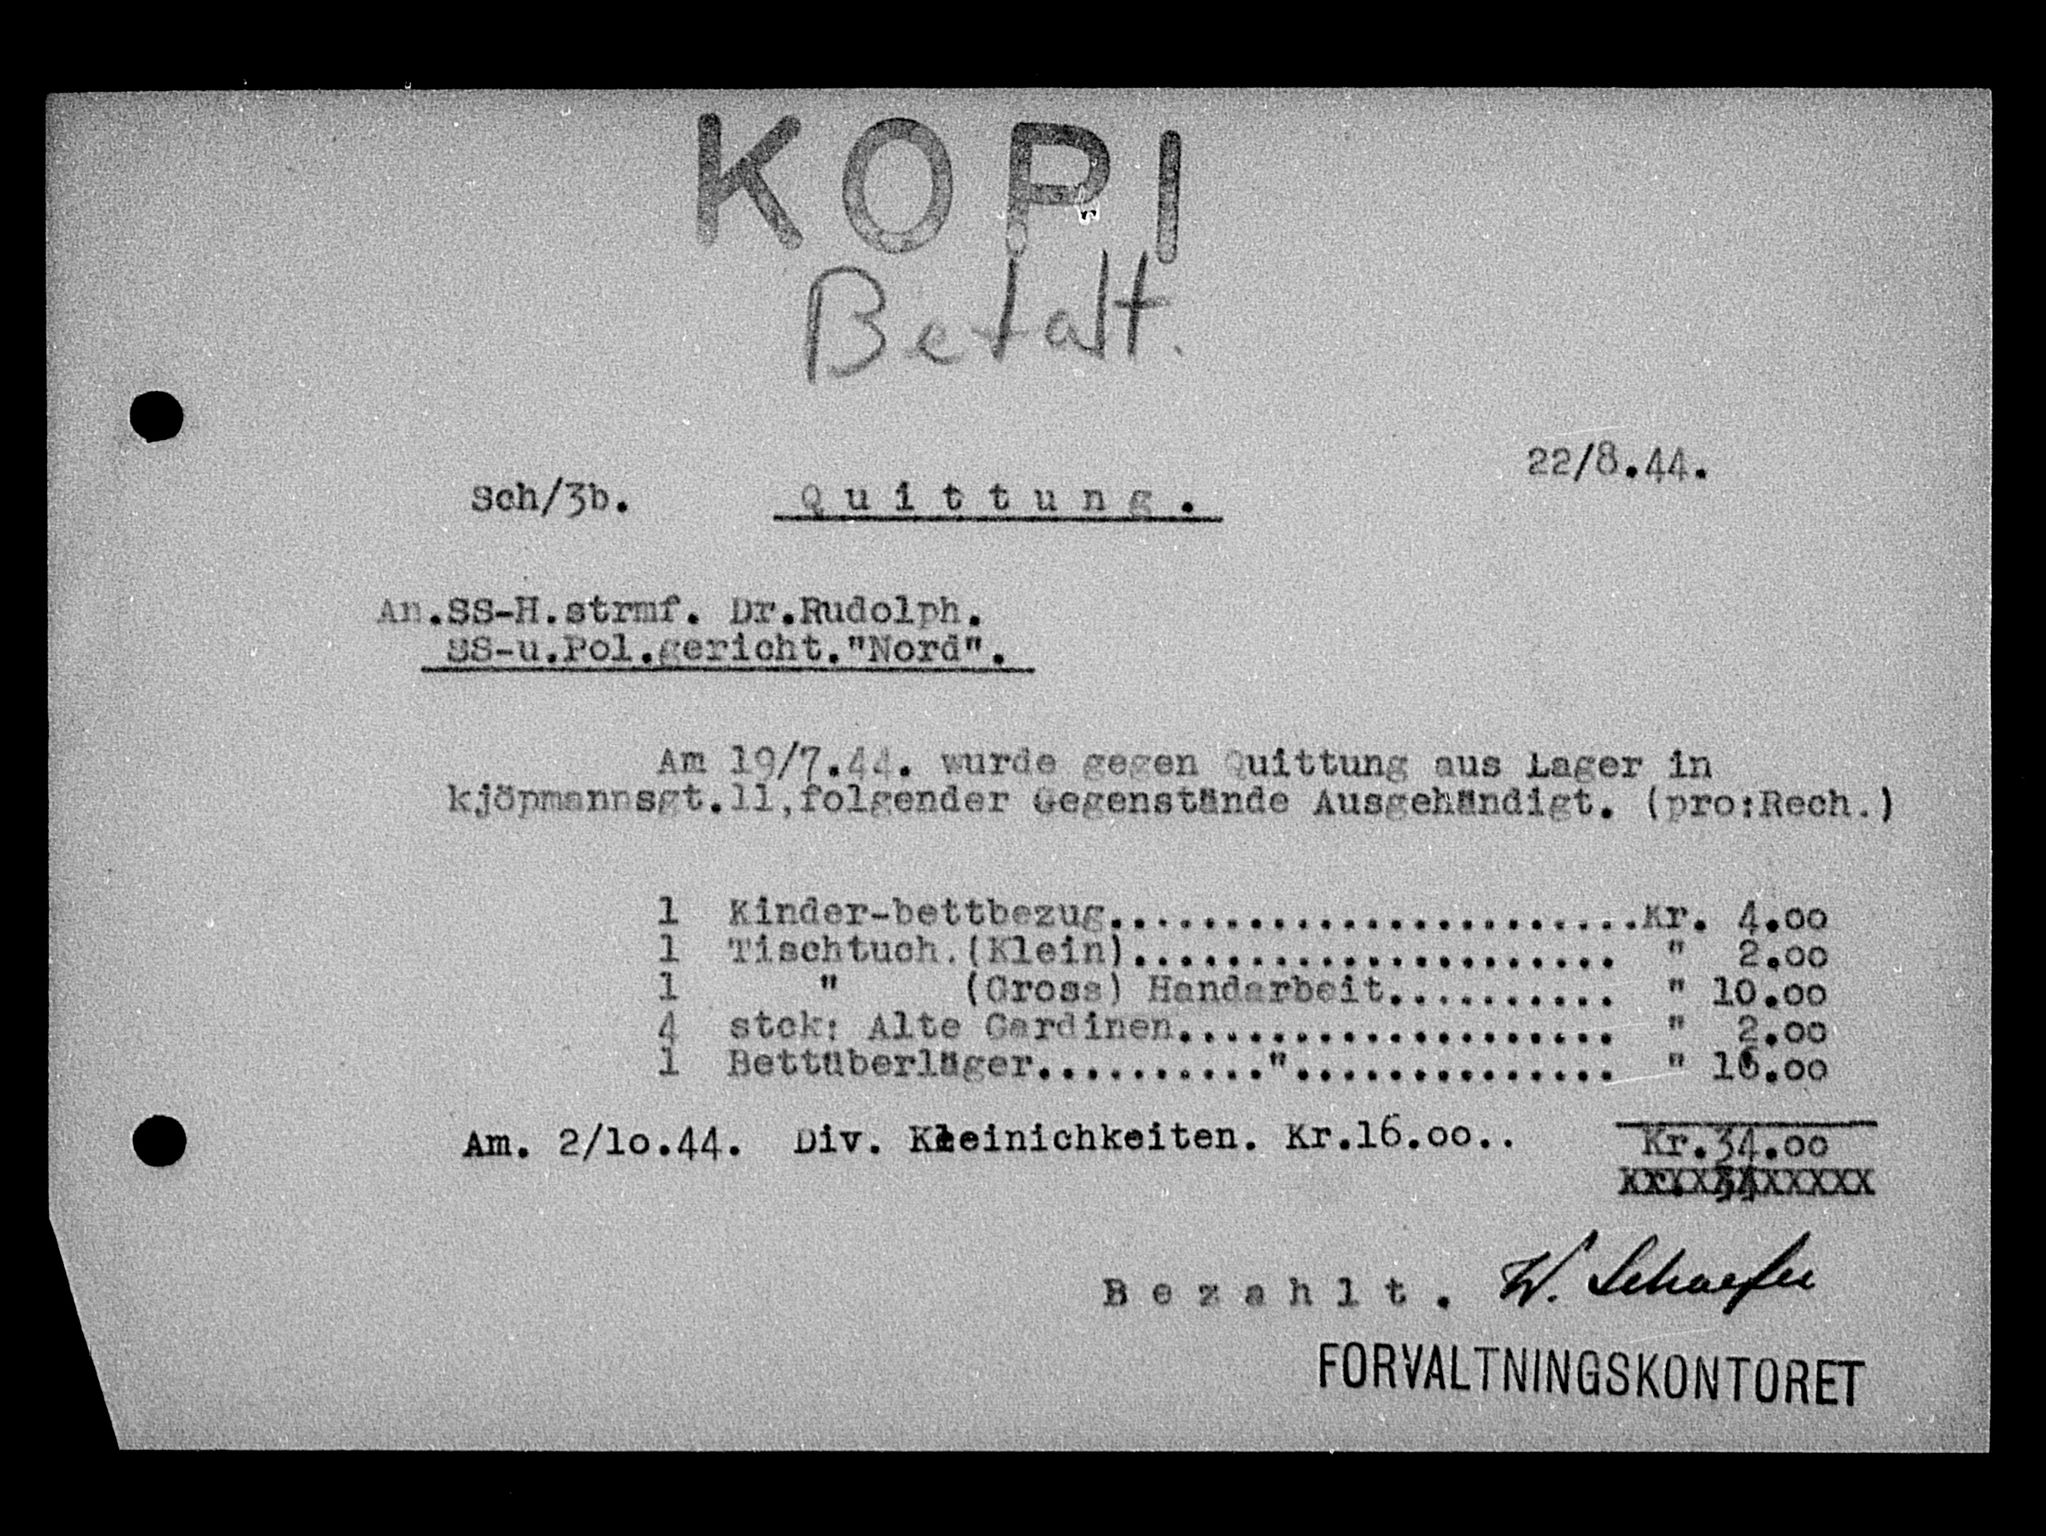 KOPI
Betalt.
22/8.44.
Sch/3b. Quittung.
An.SS-H.strmf. Dr.Rudolph.
SS-u.Pol.gericht."Nord".
Am 19/7.44. wurde gegen Quittung aus Lager in
kjöpmannsgt.11,folgender Gegenstände Ausgehändigt. (pro:Rech.)
1 Kinder-bettbezug.......................Kr. 4.oo
1 Tischtuch.(Klein)..................... " 2.oo
1 " (Gross) Handarbeit.......... " 10.oo
4 stck: Alte Gardinen................... " 2.oo
1 Bettüberläger.........."............... " 16.oo
Am. 2/1o.44. Div. Kleinichkeiten. Kr.16.oo.. Kr.34.oo
Bezahlt. W. Schaefer
FORVALTNINGSKONTORET